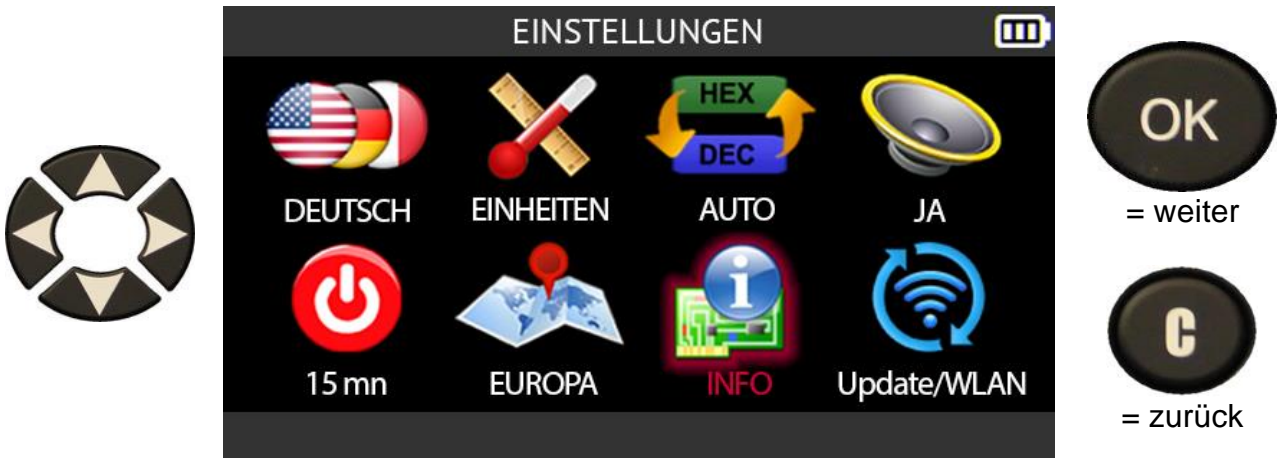 EINSTELLUNGEN
HEX
DEC
DEUTSCH EINHEITEN AUTO JA
15 mn EUROPA INFO Update/WLAN
OK
= weiter
C
= zurück